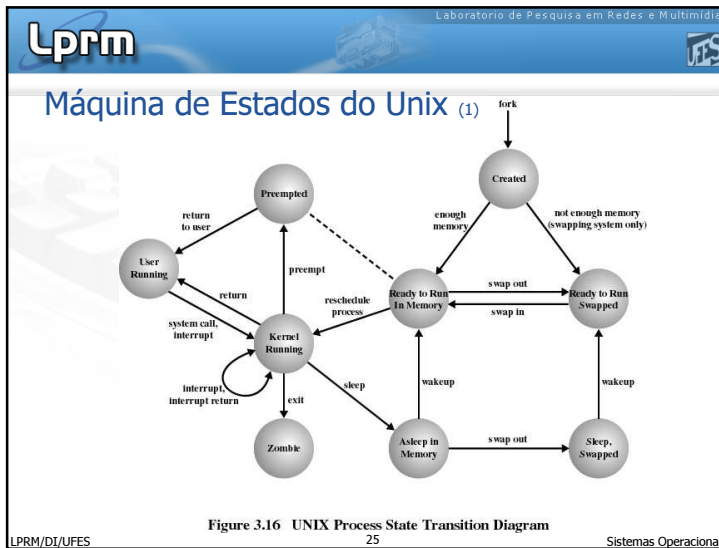 Laboratorio de Pesquisa em Redes e Multimídia
Lprm
UFES
Máquina de Estados do Unix (1)
fork
Created
Preempted
enough
memory
not enough memory
(swapping system only)
return
to user
User
Running
preempt
return
reschedule
process
Ready to Run
In Memory
swap out
swap in
Ready to Run
Swapped
system call,
interrupt
Kernel
Running
interrupt,
interrupt return
sleep
exit
wakeup
wakeup
Zombie
Asleep in
Memory
swap out
Sleep,
Swapped
Figure 3.16 UNIX Process State Transition Diagram
LPRM/DI/UFES
25
Sistemas Operaciona